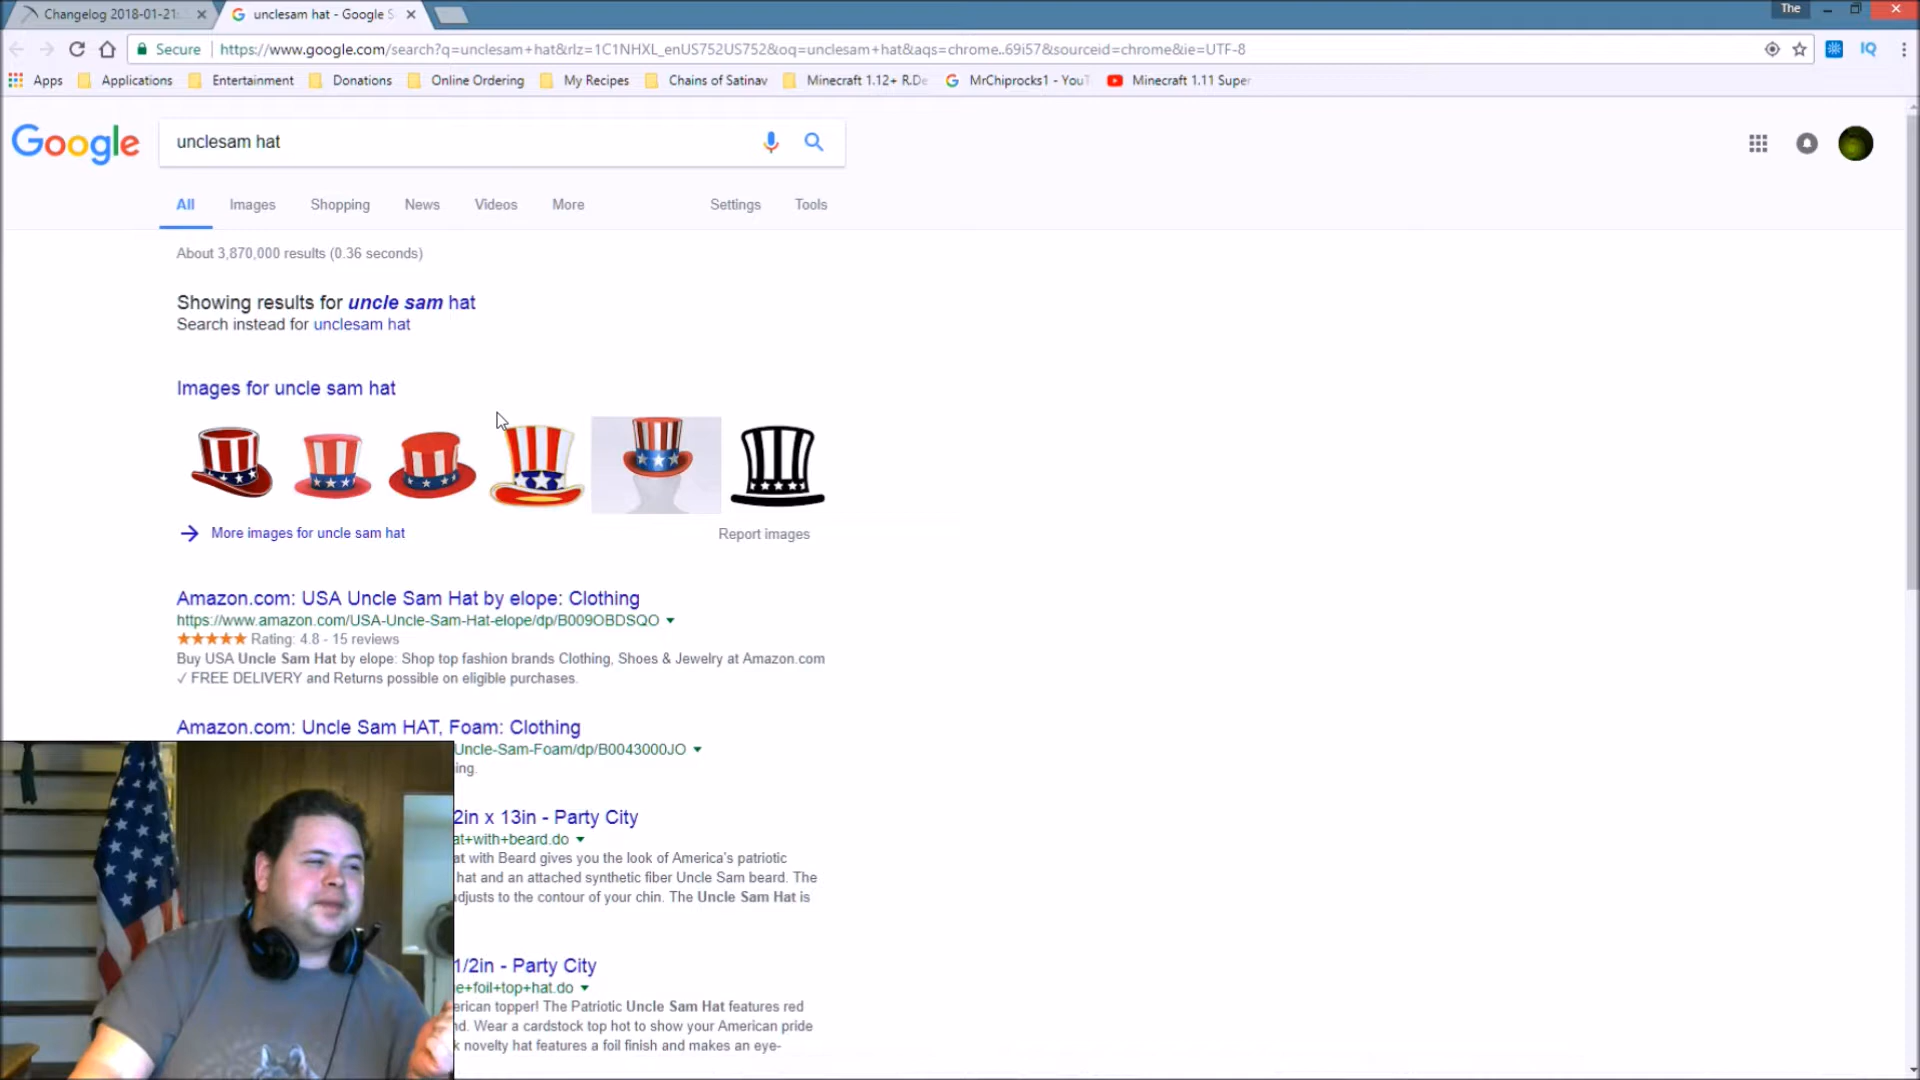 Changelog 2018-01-21:
unclesam hat - Google S
The
Secure
https://www.google.com/search?q=unclesam+hat&rlz=1C1NHXL_enUS752US752&oq=unclesam+hat&aqs=chrome..69i57&sourceid=chrome&ie=UTF-8
IQ
Apps
Applications
Entertainment
Donations
Online Ordering
My Recipes
Chains of Satinav
Minecraft 1.12+ R.De
MrChiprocks1 - YouT
Minecraft 1.11 Super
Google
unclesam hat
All
Images
Shopping
News
Videos
More
Settings
Tools
About 3,870,000 results (0.36 seconds)
Showing results for uncle sam hat
Search instead for unclesam hat
Images for uncle sam hat
More images for uncle sam hat
Report images
Amazon.com: USA Uncle Sam Hat by elope: Clothing
https://www.amazon.com/USA-Uncle-Sam-Hat-elope/dp/B009OBDSQO
Rating: 4.8 - 15 reviews
Buy USA Uncle Sam Hat by elope: Shop top fashion brands Clothing, Shoes & Jewelry at Amazon.com
✓ FREE DELIVERY and Returns possible on eligible purchases.
Amazon.com: Uncle Sam HAT, Foam: Clothing
Uncle-Sam-Foam/dp/B0043000JO
ing.
2in x 13in - Party City
at+with+beard.do
at with Beard gives you the look of America's patriotic
hat and an attached synthetic fiber Uncle Sam beard. The
djusts to the contour of your chin. The Uncle Sam Hat is
1/2in - Party City
e+foil+top+hat.do
erican topper! The Patriotic Uncle Sam Hat features red
nd. Wear a cardstock top hot to show your American pride
k novelty hat features a foil finish and makes an eye-